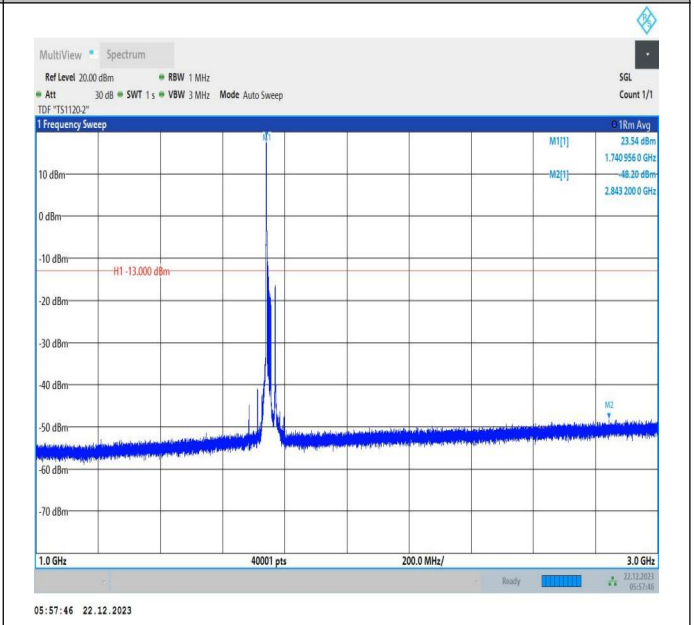 R&S
MultiView Spectrum
Ref Level 20.00 dBm RBW 1 MHz SGL
Att 30 dB SWT 1 s VBW 3 MHz Mode Auto Sweep Count 1/1
TDF "TS1120-2"
1 Frequency Sweep 1Rm Avg
M1
M1[1] 23.54 dBm
1.740 956 0 GHz
10 dBm M2[1] -48.20 dBm
2.843 200 0 GHz
0 dBm
-10 dBm
H1 -13.000 dBm
-20 dBm
-30 dBm
-40 dBm
M2
-50 dBm
-60 dBm
-70 dBm
1.0 GHz 40001 pts 200.0 MHz/ 3.0 GHz
Ready 22.12.2023
05:57:46
05:57:46 22.12.2023